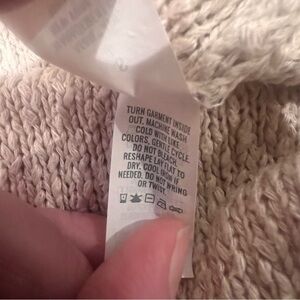 TURN GARMENT INSIDE
OUT. MACHINE WASH
COLD WITH LIKE
COLORS, GENTLE CYCLE.
DO NOT BLEACH.
RESHAPE LAY FLAT TO
DRY. COOL IRON IF
NEEDED. DO NOT WRING
OR TWIST.